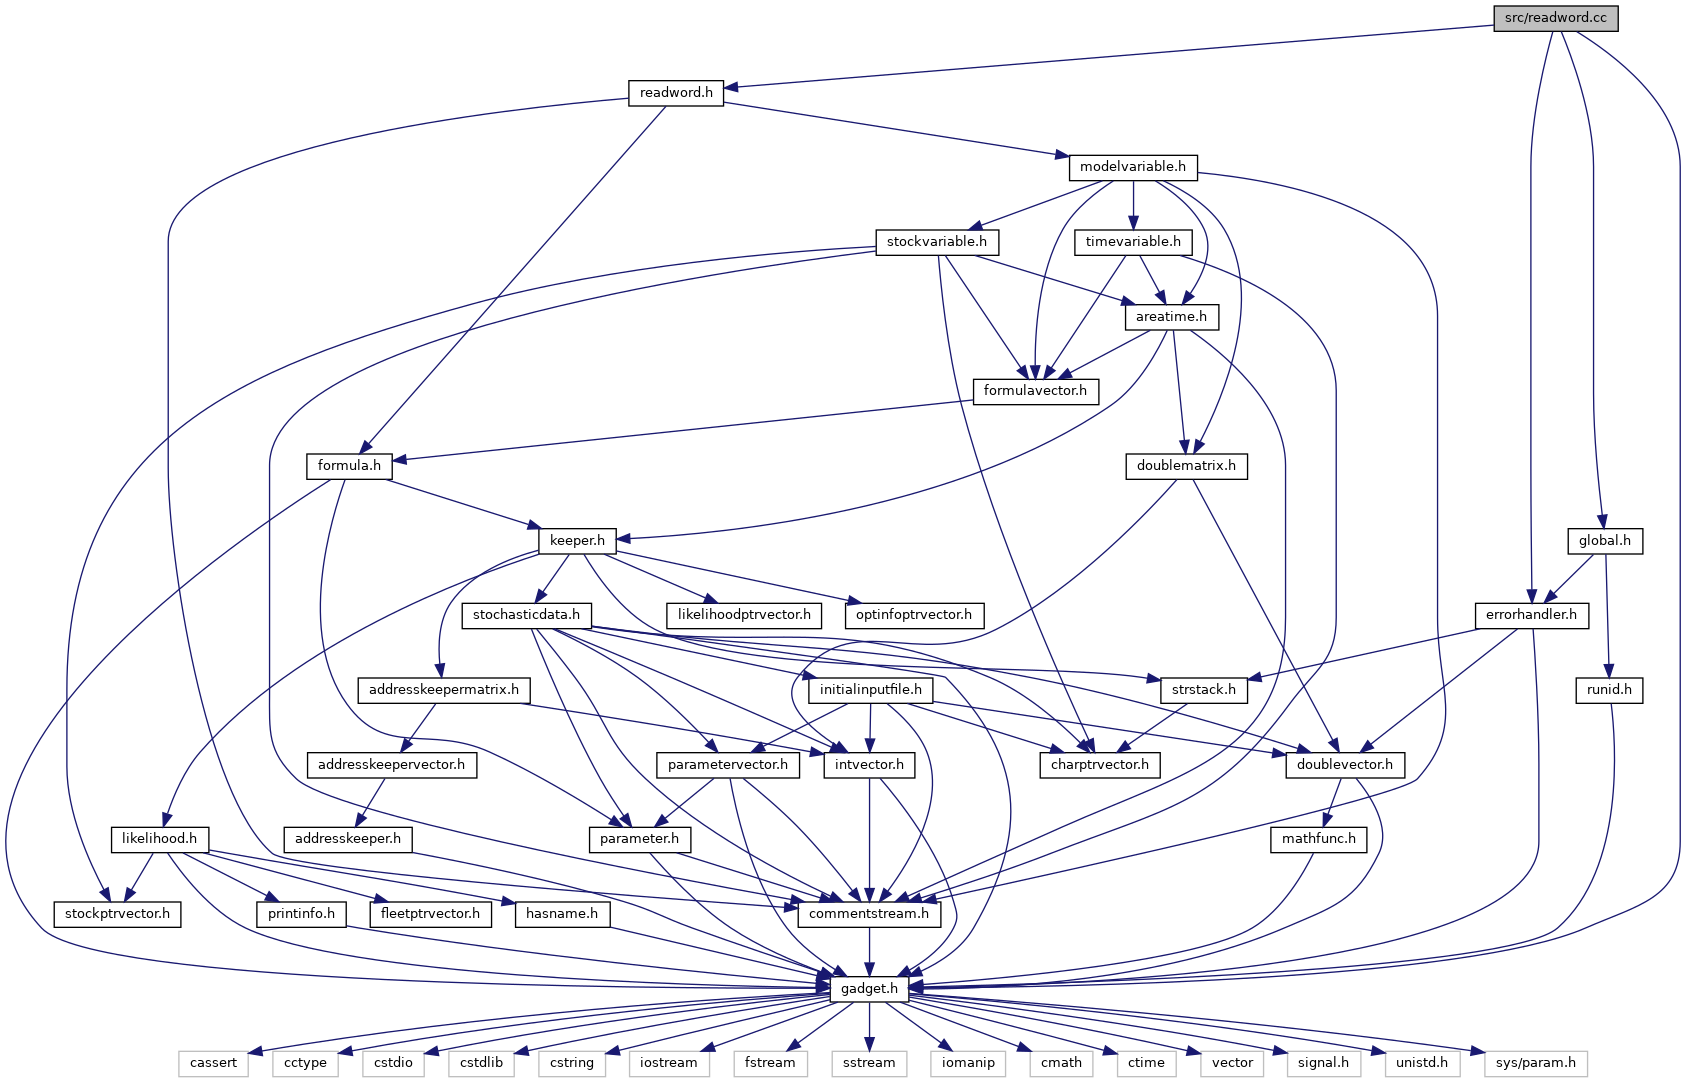 src/readword.cc
readword.h
modelvariable.h
stockvariable.h
timevariable.h
areatime.h
formulavector.h
formula.h
doublematrix.h
keeper.h
global.h
stochasticdata.h
likelihoodptrvector.h
optinfoptrvector.h
errorhandler.h
addresskeepermatrix.h
initialinputfile.h
strstack.h
runid.h
addresskeepervector.h
parametervector.h
intvector.h
charptrvector.h
doublevector.h
likelihood.h
addresskeeper.h
parameter.h
mathfunc.h
stockptrvector.h
printinfo.h
fleetptrvector.h
hasname.h
commentstream.h
gadget.h
cassert
cctype
cstdio
cstdlib
cstring
iostream
fstream
sstream
iomanip
cmath
ctime
vector
signal.h
unistd.h
sys/param.h